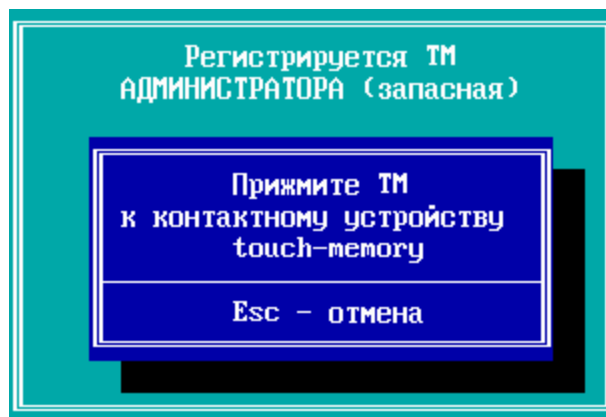 Регистрируется ТМ
АДМИНИСТРАТОРА (запасная)
Прижмите ТМ
к контактному устройству
touch-memory
Esc - отмена